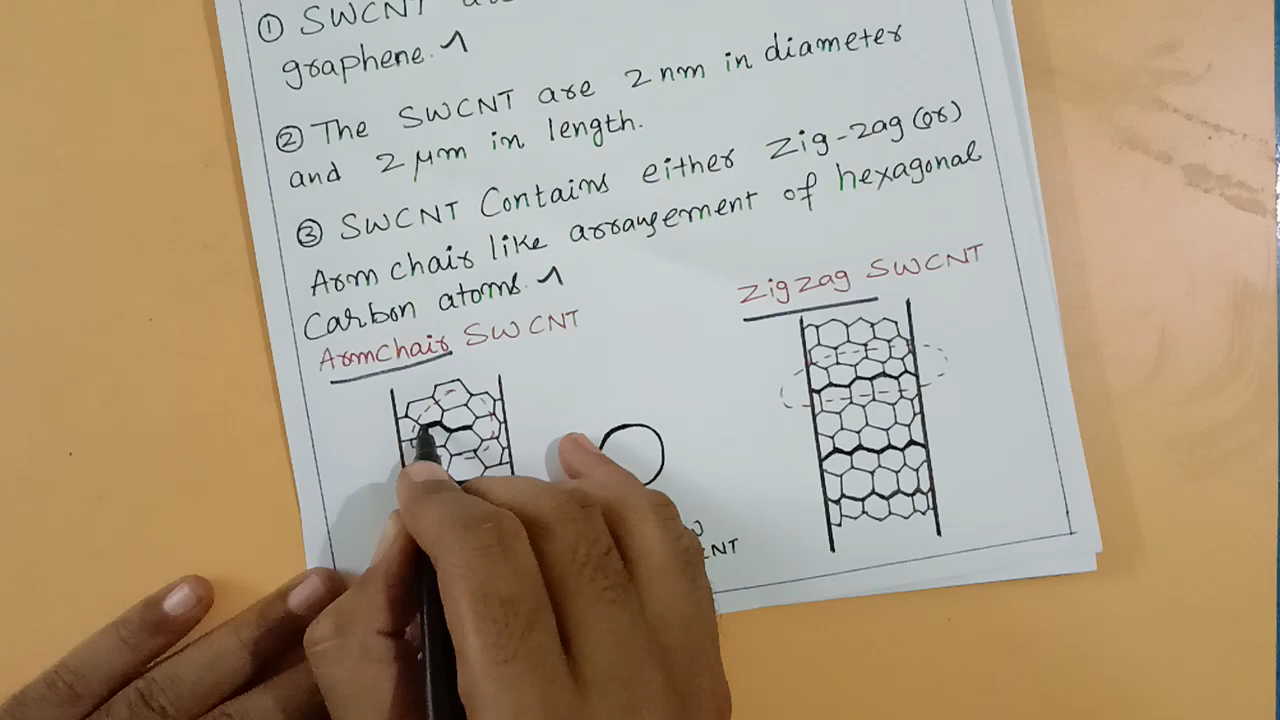 ① SWCNT
graphene.
② The SWCNT are 2 nm in diameter
and 2 μm in length.
③ SWCNT Contains either Zig-zag (or)
Arm chair like arrangement of hexagonal
Carbon atoms.
ArmChair SWCNT
Zigzag SWCNT